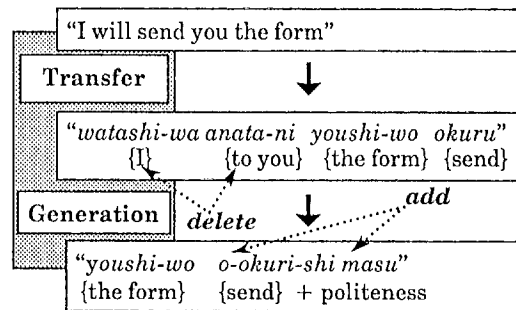 "I will send you the form"
Transfer
"watashi-wa anata-ni youshi-wo okuru"
{I} {to you} {the form} {send}
Generation
delete
add
"youshi-wo o-okuri-shi masu"
{the form} {send} + politeness